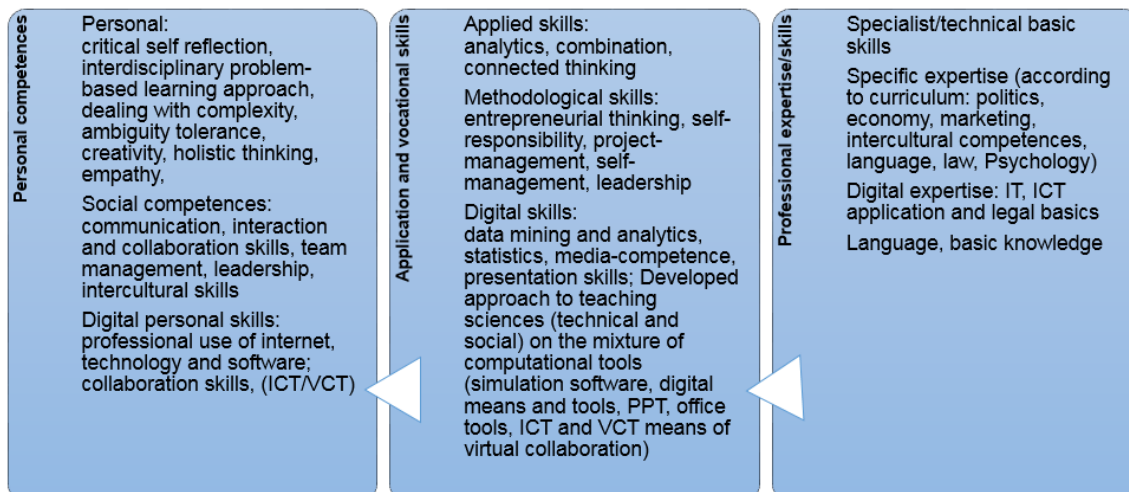 Personal competences
Personal:
critical self reflection,
interdisciplinary problem-
based learning approach,
dealing with complexity,
ambiguity tolerance,
creativity, holistic thinking,
empathy,
Social competences:
communication, interaction
and collaboration skills, team
management, leadership,
intercultural skills
Digital personal skills:
professional use of internet,
technology and software;
collaboration skills, (ICT/VCT)
Application and vocational skills
Applied skills:
analytics, combination,
connected thinking
Methodological skills:
entrepreneurial thinking, self-
responsibility, project-
management, self-
management, leadership
Digital skills:
data mining and analytics,
statistics, media-competence,
presentation skills; Developed
approach to teaching
sciences (technical and
social) on the mixture of
computational tools
(simulation software, digital
means and tools, PPT, office
tools, ICT and VCT means of
virtual collaboration)
Professional expertise/skills
Specialist/technical basic
skills
Specific expertise (according
to curriculum: politics,
economy, marketing,
intercultural competences,
language, law, Psychology)
Digital expertise: IT, ICT
application and legal basics
Language, basic knowledge